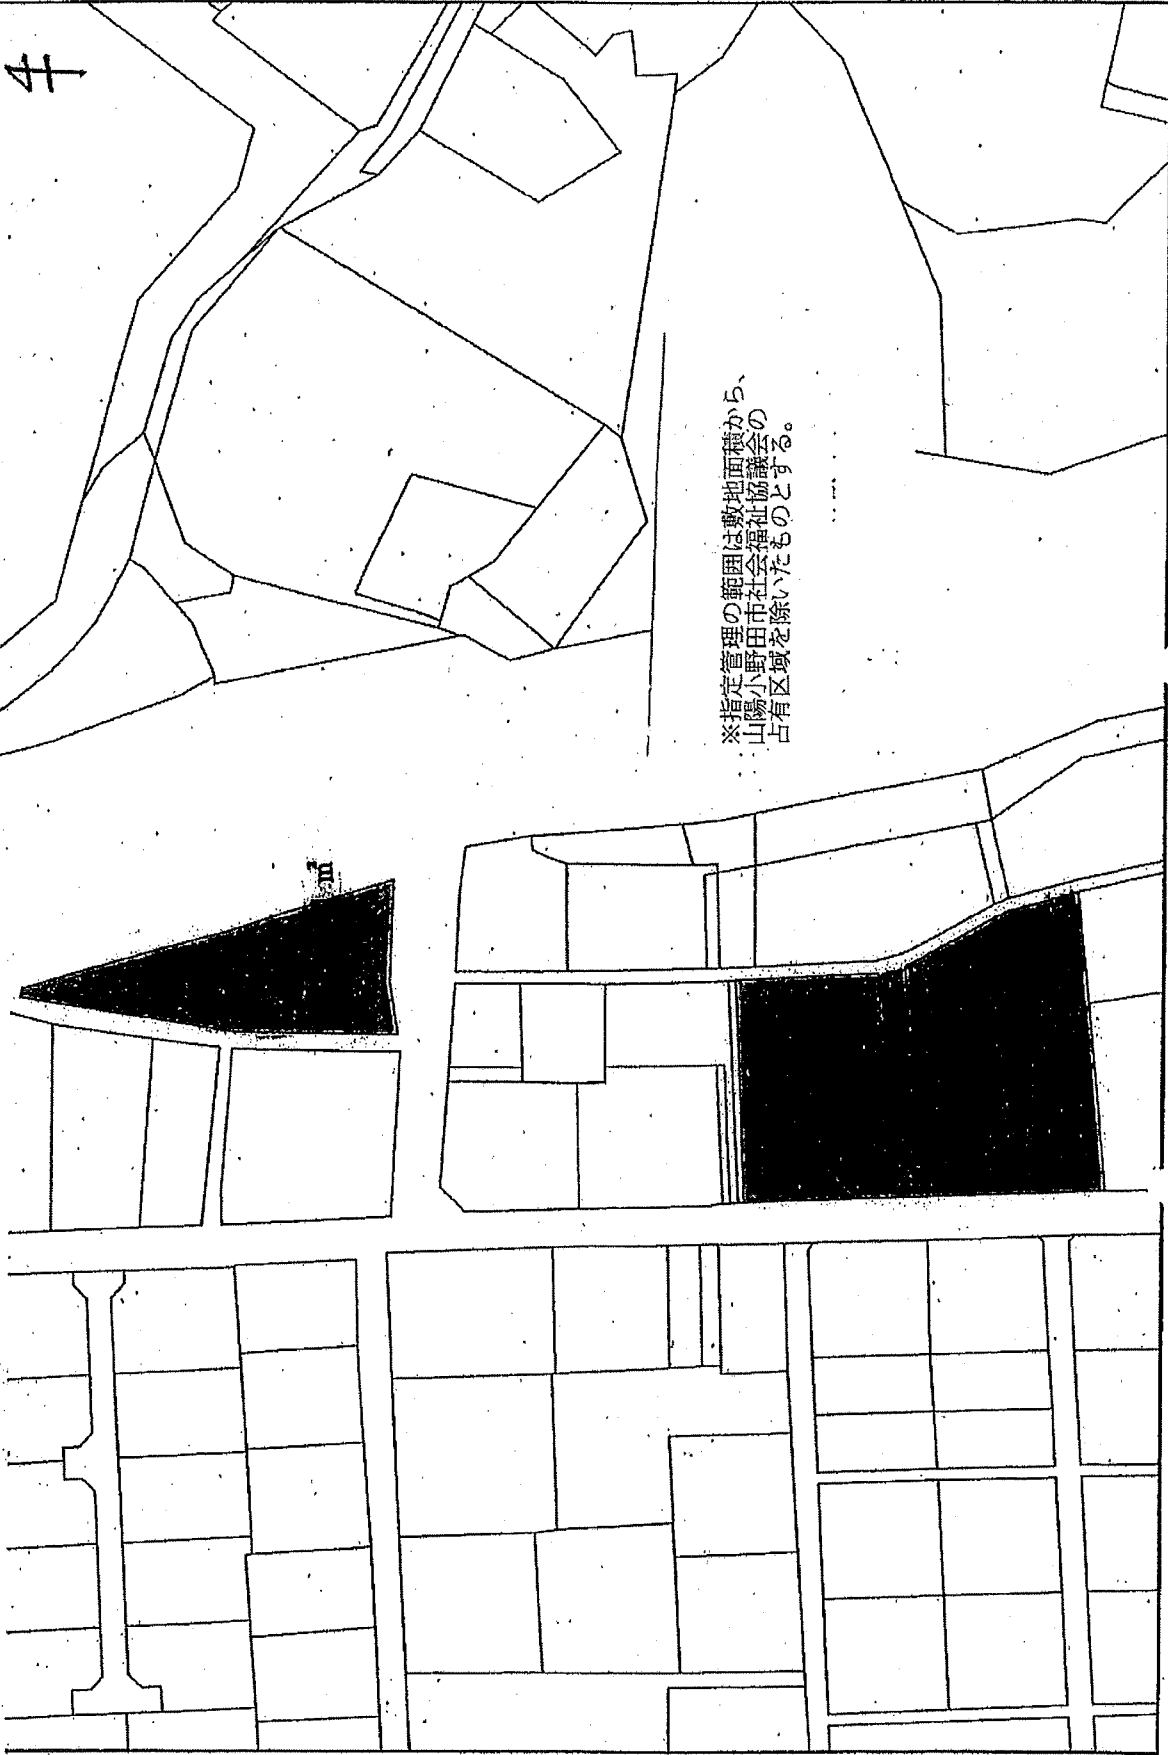 ※指定管理の範囲は敷地面積から、
山陽小野田市社会福祉協議会の
占有区域を除いたものとする。
㎡